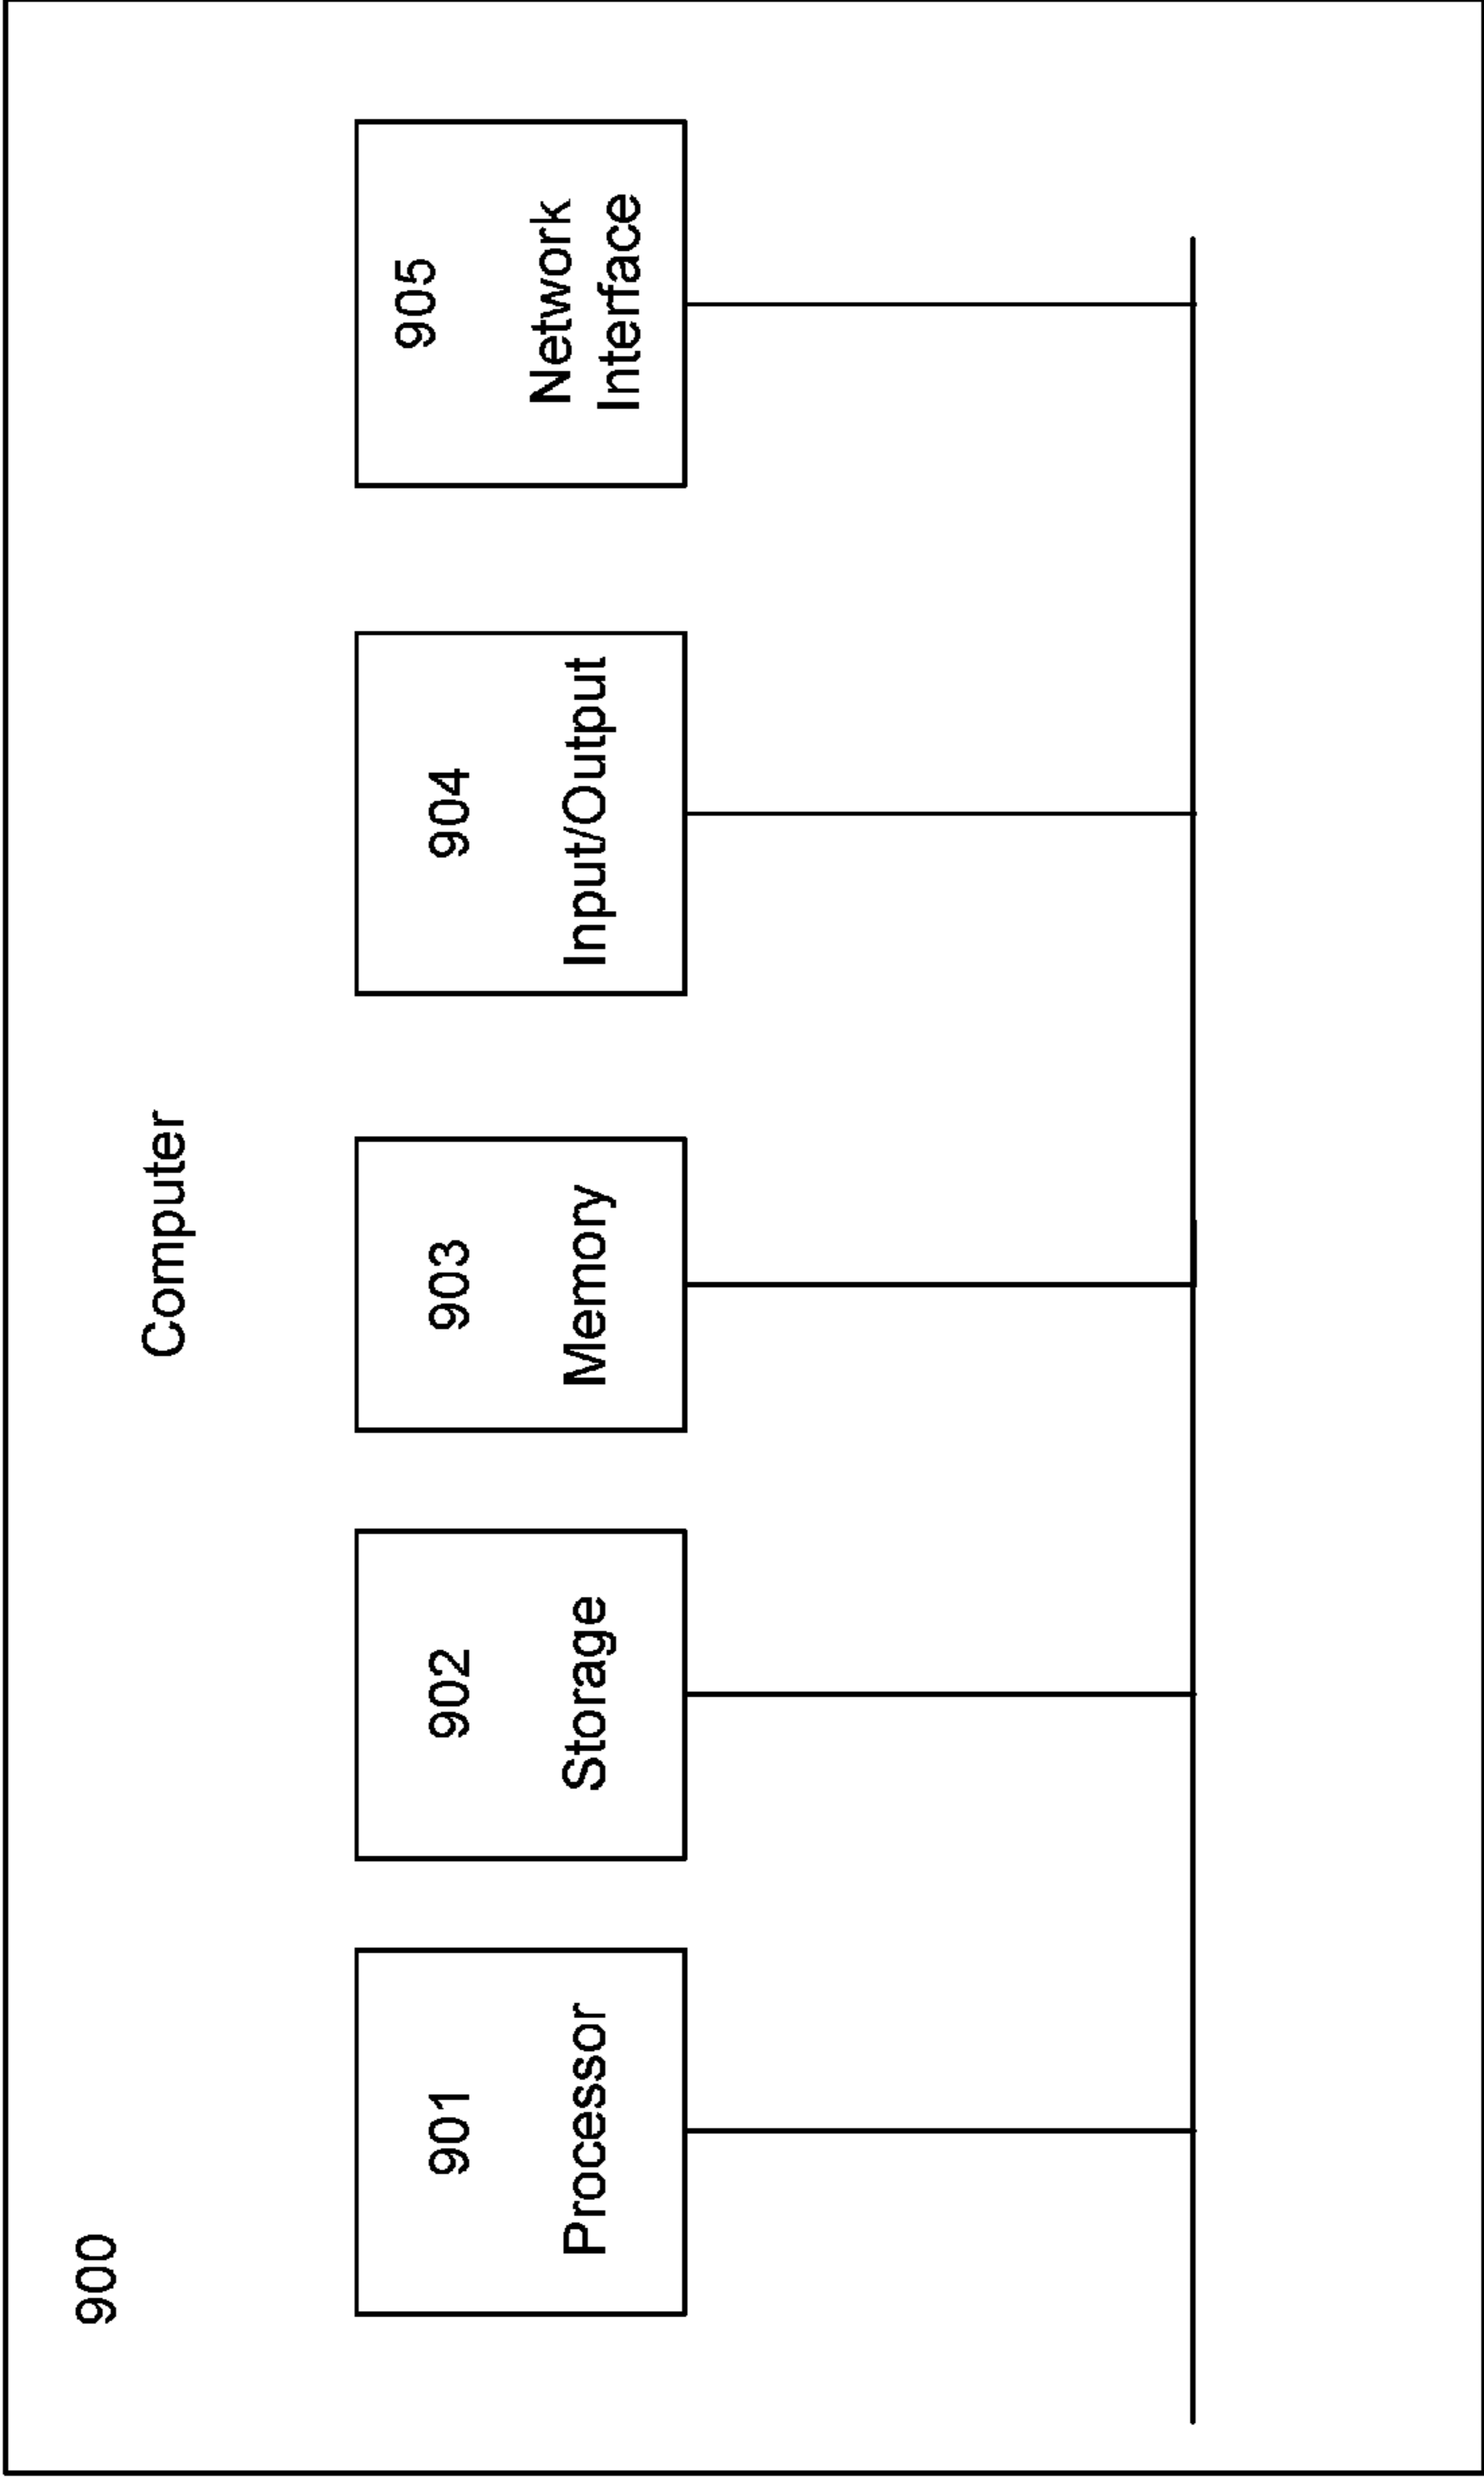 900
Computer
901
Processor
902
Storage
903
Memory
904
Input/Output
905
Network
Interface